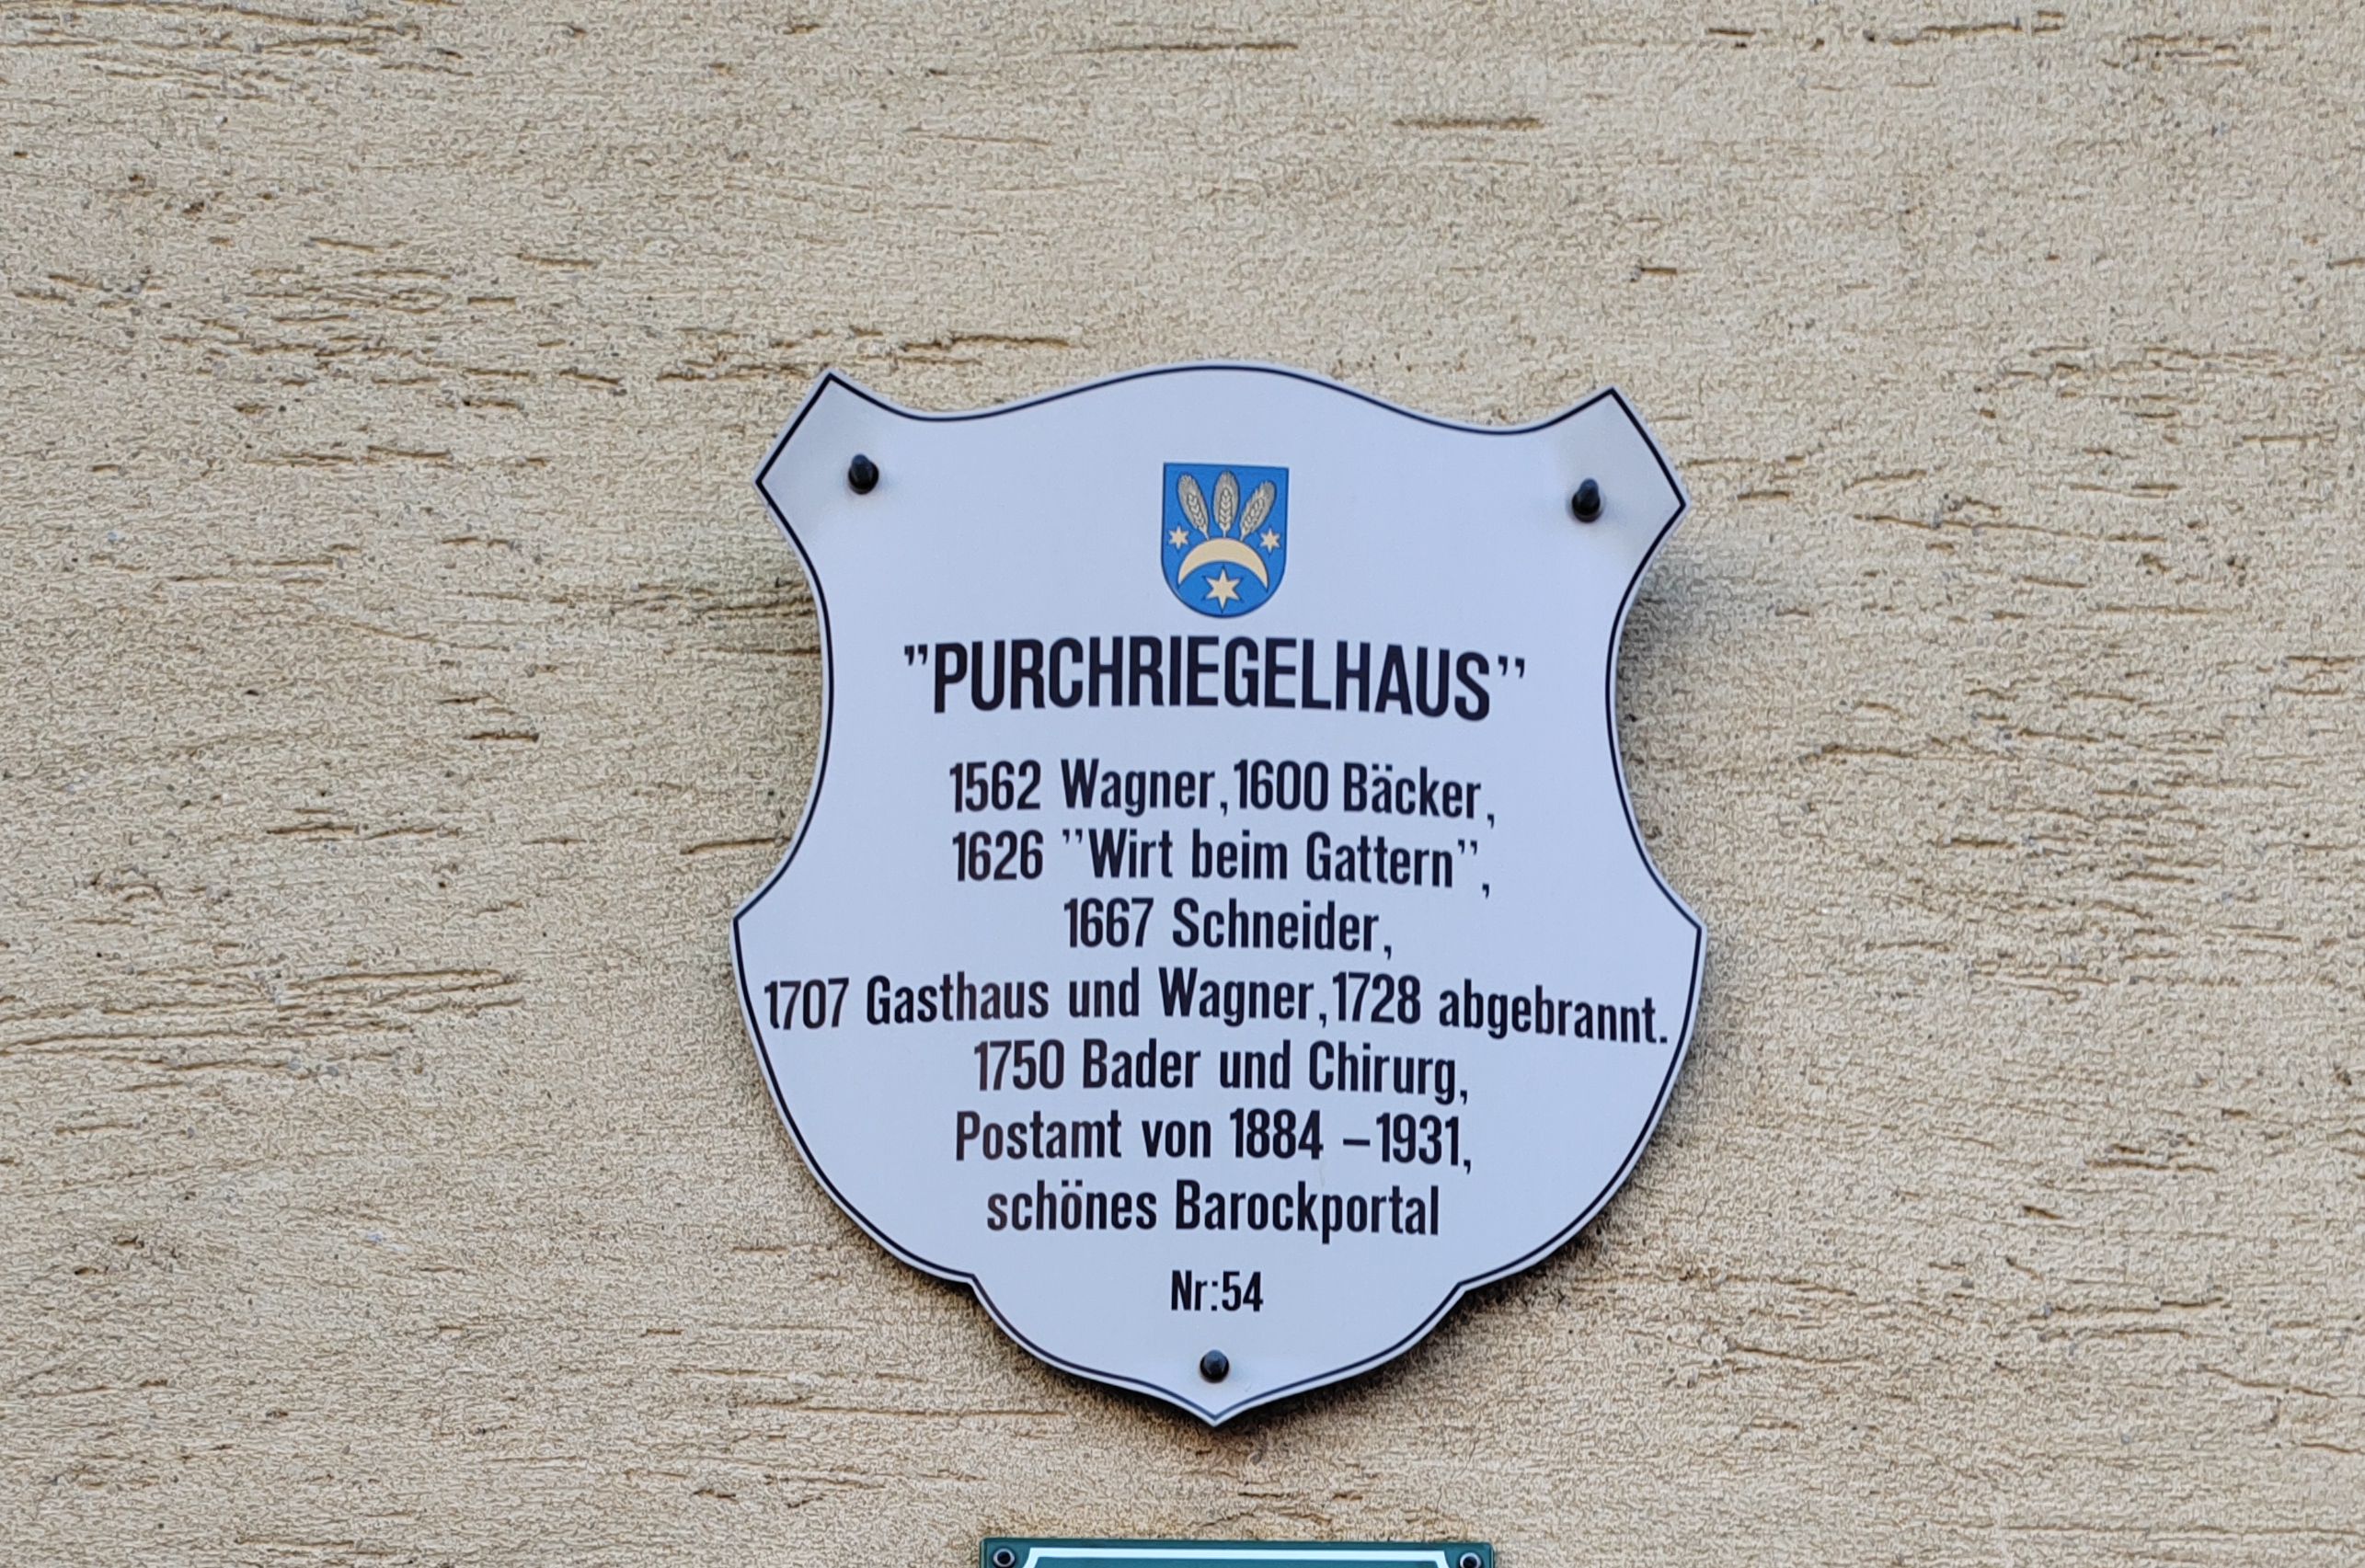 "PURCHRIEGELHAUS"
1562 Wagner, 1600 Bäcker,
1626 "Wirt beim Gattern",
1667 Schneider,
1707 Gasthaus und Wagner, 1728 abgebrannt.
1750 Bader und Chirurg,
Postamt von 1884 – 1931,
schönes Barockportal
Nr:54